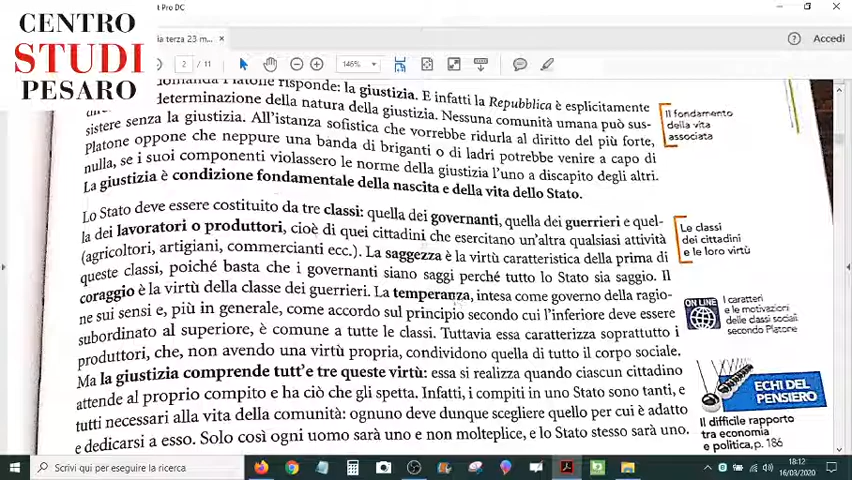 CENTRO
STUDI
PESARO
t Pro DC
ia terza 23 m...
Accedi
2 / 11
146%
domanda Platone risponde: la giustizia. E infatti la Repubblica è esplicitamente
determinazione della natura della giustizia. Nessuna comunità umana può sus-
sistere senza la giustizia. All'istanza sofistica che vorrebbe ridurla al diritto del più forte,
Platone oppone che neppure una banda di briganti o di ladri potrebbe venire a capo di
nulla, se i suoi componenti violassero le norme della giustizia l'uno a discapito degli altri.
La giustizia è condizione fondamentale della nascita e della vita dello Stato.
Il fondamento
della vita
associata
Lo Stato deve essere costituito da tre classi: quella dei governanti, quella dei guerrieri e quel-
la dei lavoratori o produttori, cioè di quei cittadini che esercitano un'altra qualsiasi attività
(agricoltori, artigiani, commercianti ecc.). La saggezza è la virtù caratteristica della prima di
queste classi, poiché basta che i governanti siano saggi perché tutto lo Stato sia saggio. Il
coraggio è la virtù della classe dei guerrieri. La temperanza, intesa come governo della ragio-
ne sui sensi e, più in generale, come accordo sul principio secondo cui l'inferiore deve essere
subordinato al superiore, è comune a tutte le classi. Tuttavia essa caratterizza soprattutto i
produttori, che, non avendo una virtù propria, condividono quella di tutto il corpo sociale.
Ma la giustizia comprende tutt'e tre queste virtù: essa si realizza quando ciascun cittadino
attende al proprio compito e ha ciò che gli spetta. Infatti, i compiti in uno Stato sono tanti, e
tutti necessari alla vita della comunità: ognuno deve dunque scegliere quello per cui è adatto
e dedicarsi a esso. Solo così ogni uomo sarà uno e non molteplice, e lo Stato stesso sarà uno.
Le classi
dei cittadini
e le loro virtù
ON LINE
I caratteri
e le motivazioni
delle classi sociali
secondo Platone
ECHI DEL
PENSIERO
Il difficile rapporto
tra economia
e politica, p. 186
Scrivi qui per eseguire la ricerca
18:12
16/03/2020